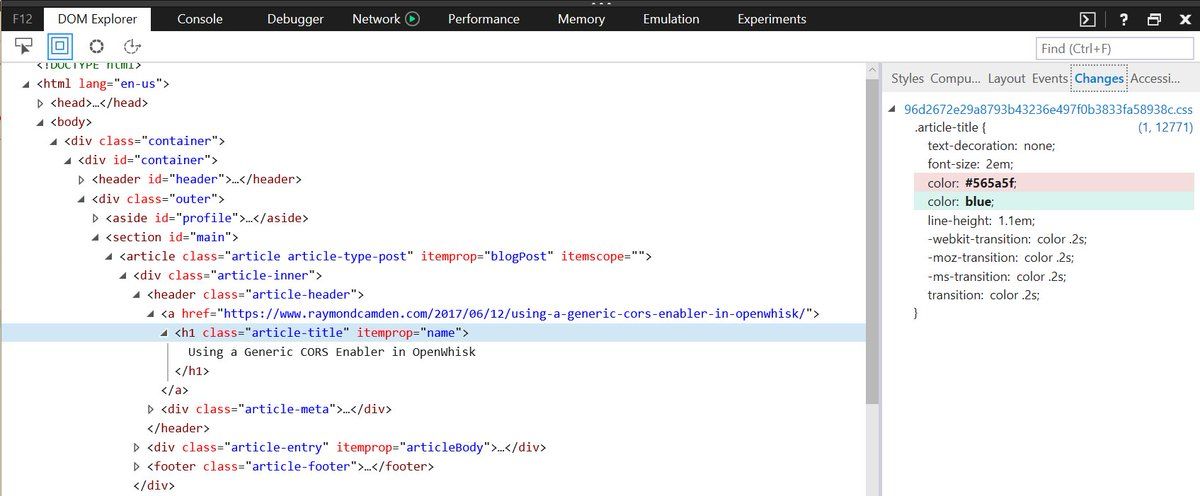 F12 DOM Explorer Console Debugger Network Performance Memory Emulation Experiments ?
Find (Ctrl+F)
<!DOCTYPE html>
<html lang="en-us">
<head>…</head>
<body>
<div class="container">
<div id="container">
<header id="header">…</header>
<div class="outer">
<aside id="profile">…</aside>
<section id="main">
<article class="article article-type-post" itemprop="blogPost" itemscope="">
<div class="article-inner">
<header class="article-header">
<a href="https://www.raymondcamden.com/2017/06/12/using-a-generic-cors-enabler-in-openwhisk/">
<h1 class="article-title" itemprop="name">
Using a Generic CORS Enabler in OpenWhisk
</h1>
</a>
<div class="article-meta">…</div>
</header>
<div class="article-entry" itemprop="articleBody">…</div>
<footer class="article-footer">…</footer>
</div>
Styles Compu... Layout Events Changes Accessi...
96d2672e29a8793b43236e497f0b3833fa58938c.css
.article-title { (1, 12771)
text-decoration: none;
font-size: 2em;
color: #565a5f;
color: blue;
line-height: 1.1em;
-webkit-transition: color .2s;
-moz-transition: color .2s;
-ms-transition: color .2s;
transition: color .2s;
}